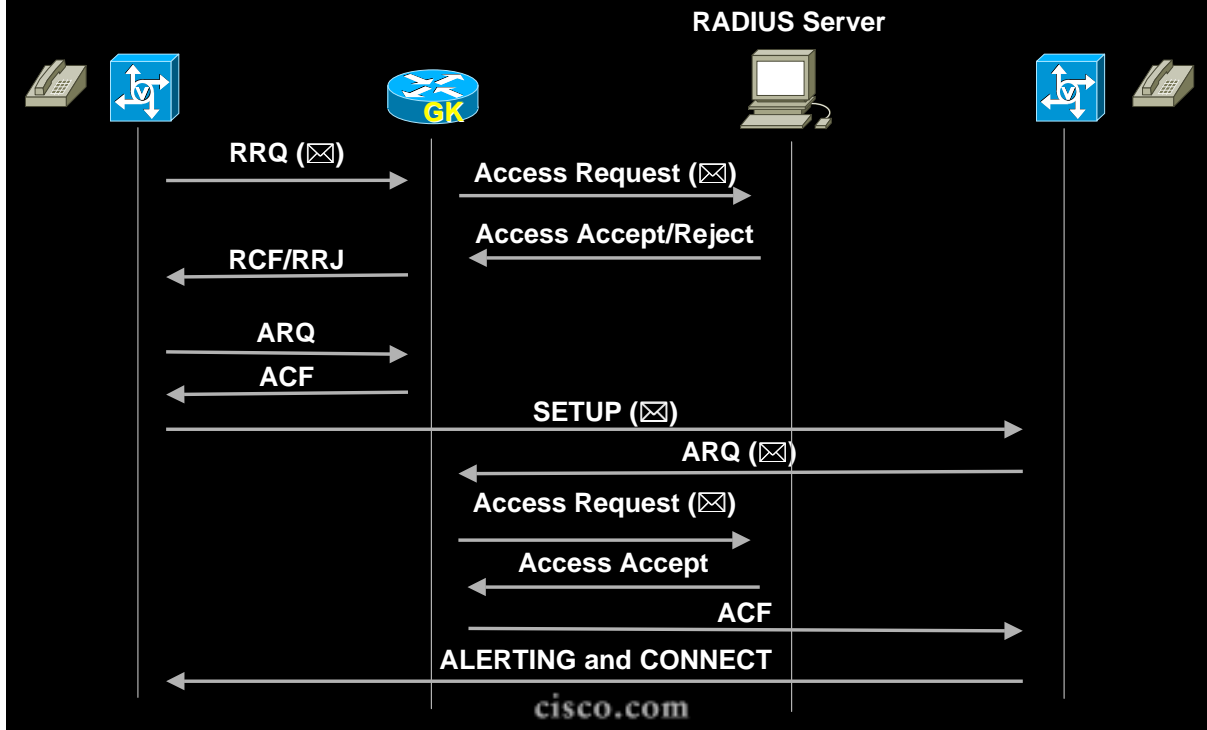 RADIUS Server
V
GK
V
RRQ (✉)
Access Request (✉)
Access Accept/Reject
RCF/RRJ
ARQ
ACF
SETUP (✉)
ARQ (✉)
Access Request (✉)
Access Accept
ACF
ALERTING and CONNECT
cisco.com